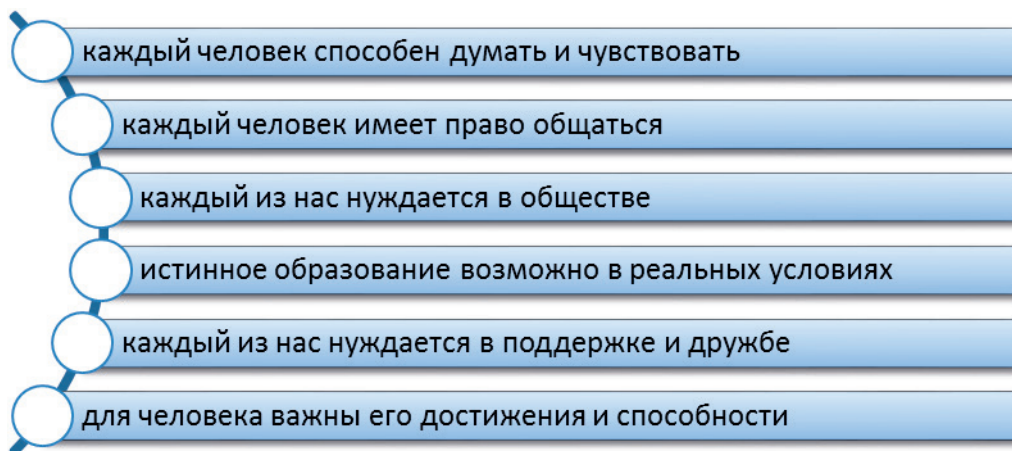 каждый человек способен думать и чувствовать
каждый человек имеет право общаться
каждый из нас нуждается в обществе
истинное образование возможно в реальных условиях
каждый из нас нуждается в поддержке и дружбе
для человека важны его достижения и способности